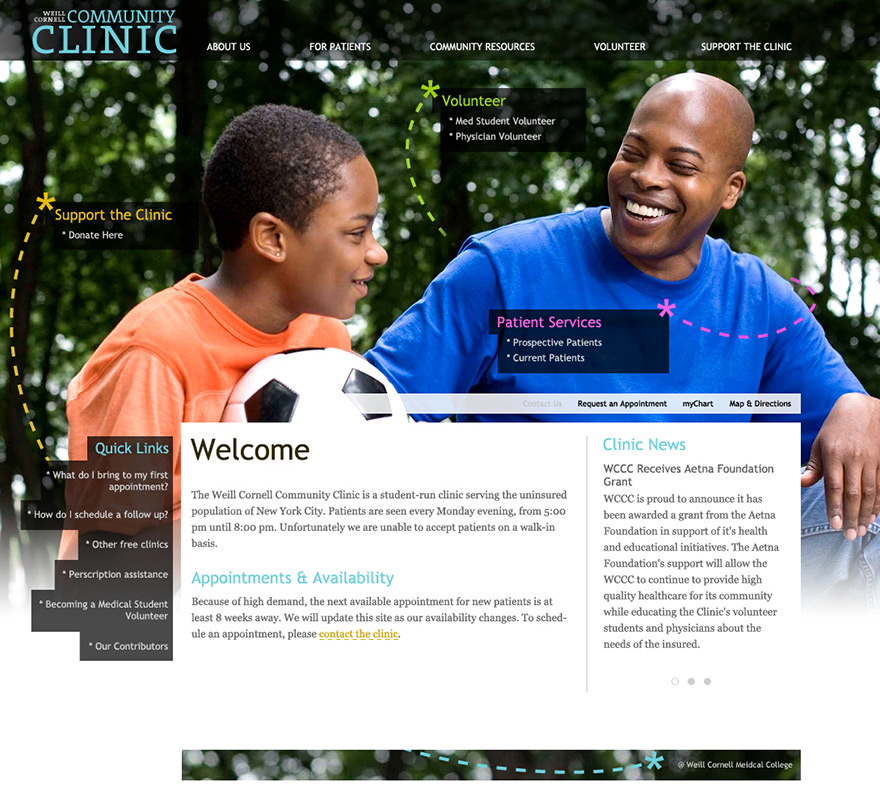 WEILL CORNELL COMMUNITY
CLINIC
ABOUT US
FOR PATIENTS
COMMUNITY RESOURCES
VOLUNTEER
SUPPORT THE CLINIC
* Volunteer
* Med Student Volunteer
* Physician Volunteer
* Support the Clinic
* Donate Here
* Patient Services
* Prospective Patients
* Current Patients
Contact Us
Request an Appointment
myChart
Map & Directions
Quick Links
* What do I bring to my first
appointment?
* How do I schedule a follow up?
* Other free clinics
* Perscription assistance
* Becoming a Medical Student
Volunteer
* Our Contributors
Welcome
The Weill Cornell Community Clinic is a student-run clinic serving the uninsured
population of New York City. Patients are seen every Monday evening, from 5:00
pm until 8:00 pm. Unfortunately we are unable to accept patients on a walk-in
basis.
Appointments & Availability
Because of high demand, the next available appointment for new patients is at
least 8 weeks away. We will update this site as our availability changes. To sched-
ule an appointment, please contact the clinic.
Clinic News
WCCC Receives Aetna Foundation
Grant
WCCC is proud to announce it has
been awarded a grant from the Aetna
Foundation in support of it's health
and educational initiatives. The Aetna
Foundation's support will allow the
WCCC to continue to provide high
quality healthcare for its community
while educating the Clinic's volunteer
students and physicians about the
needs of the insured.
* @ Weill Cornell Meidcal College